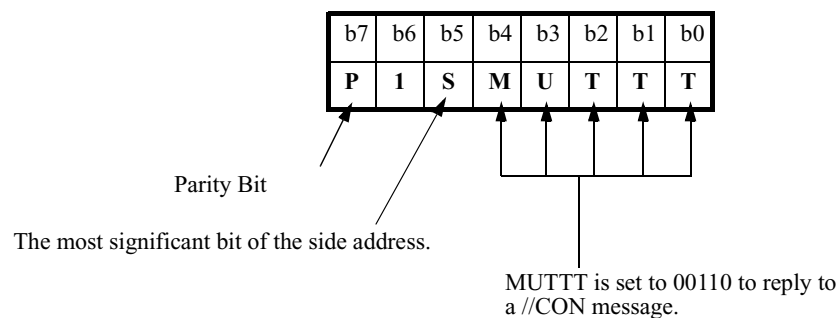 b7 b6 b5 b4 b3 b2 b1 b0
P 1 S M U T T T
Parity Bit
The most significant bit of the side address.
MUTTT is set to 00110 to reply to
a //CON message.